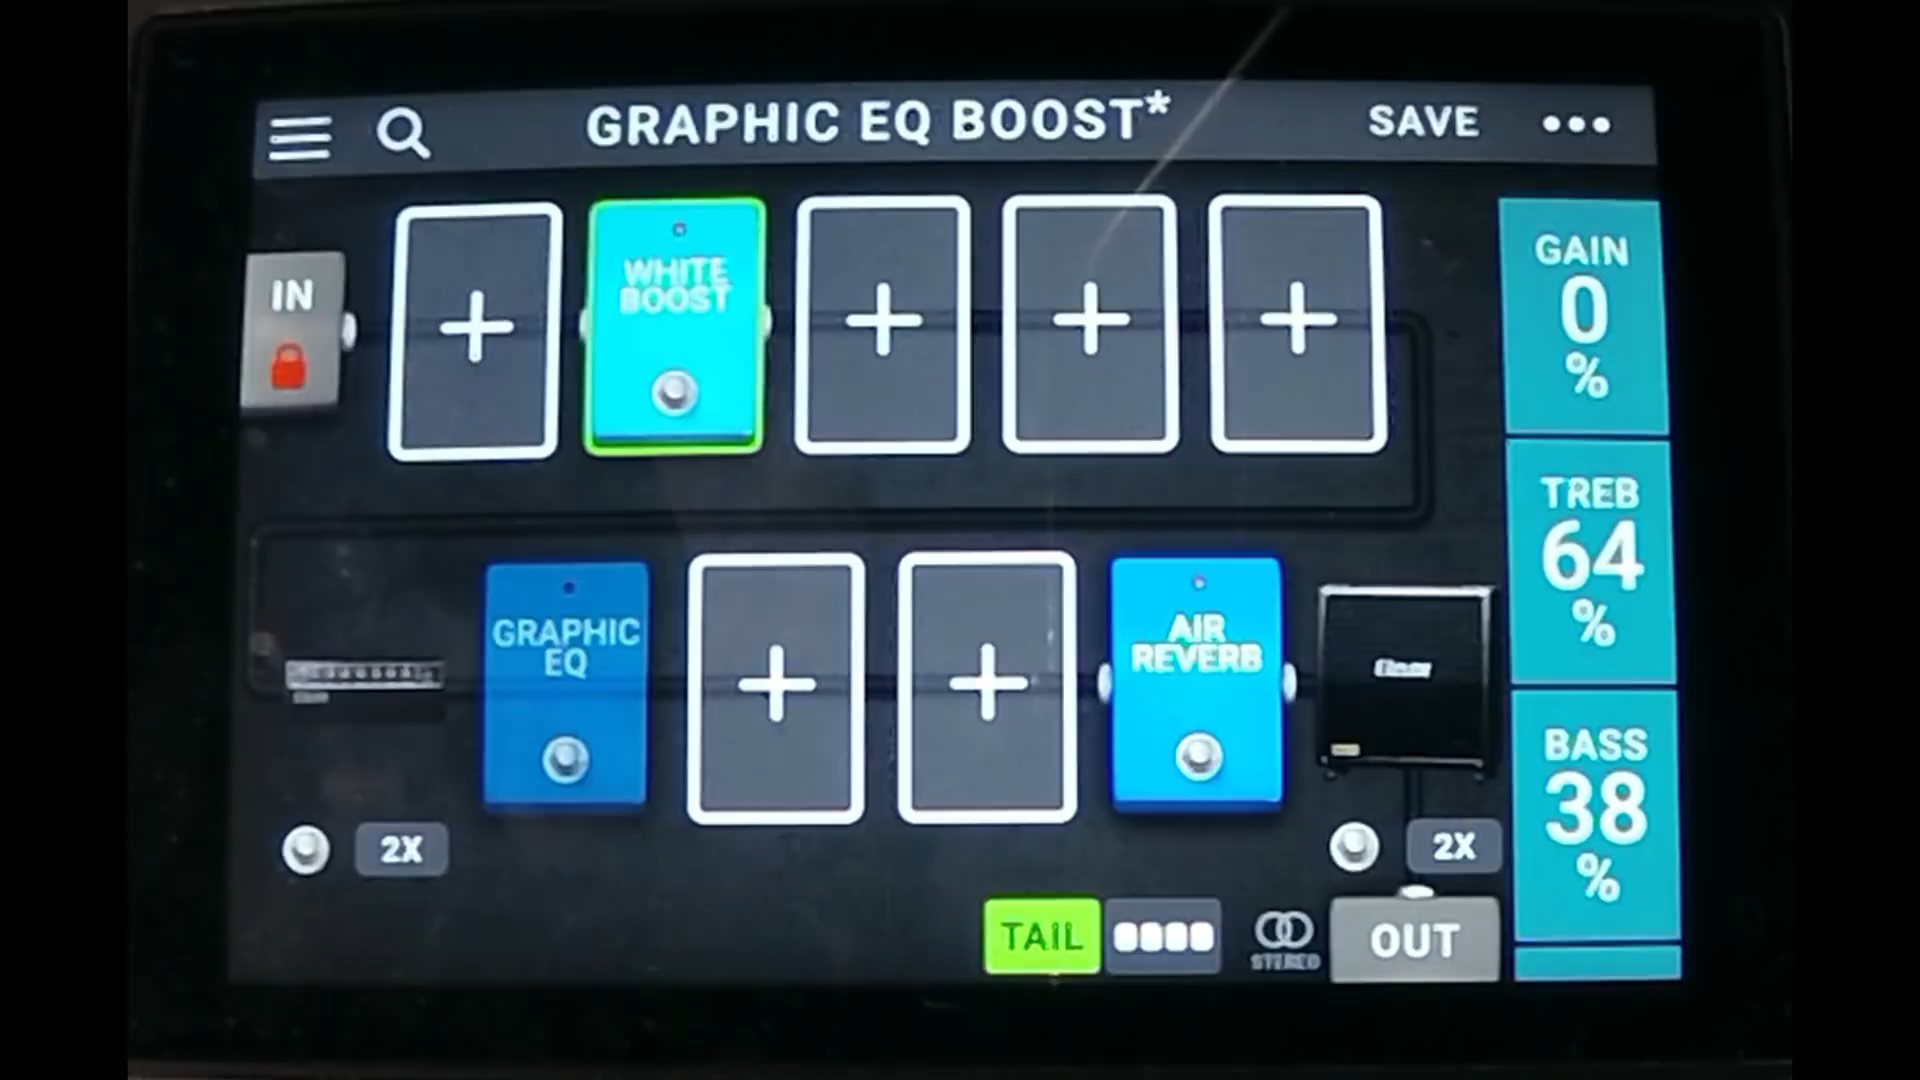 GRAPHIC EQ BOOST*
SAVE
IN
WHITE
BOOST
GAIN
0
%
TREB
64
%
BASS
38
%
GRAPHIC
EQ
AIR
REVERB
2X
2X
TAIL
STEREO
OUT